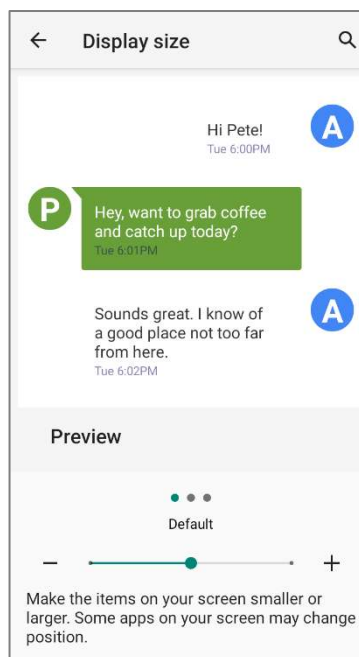 Display size
Hi Pete!
A
Tue 6:00PM
P
Hey, want to grab coffee
and catch up today?
Tue 6:01PM
Sounds great. I know of
A
a good place not too far
from here.
Tue 6:02PM
Preview
Default
Make the items on your screen smaller or
larger. Some apps on your screen may change
position.